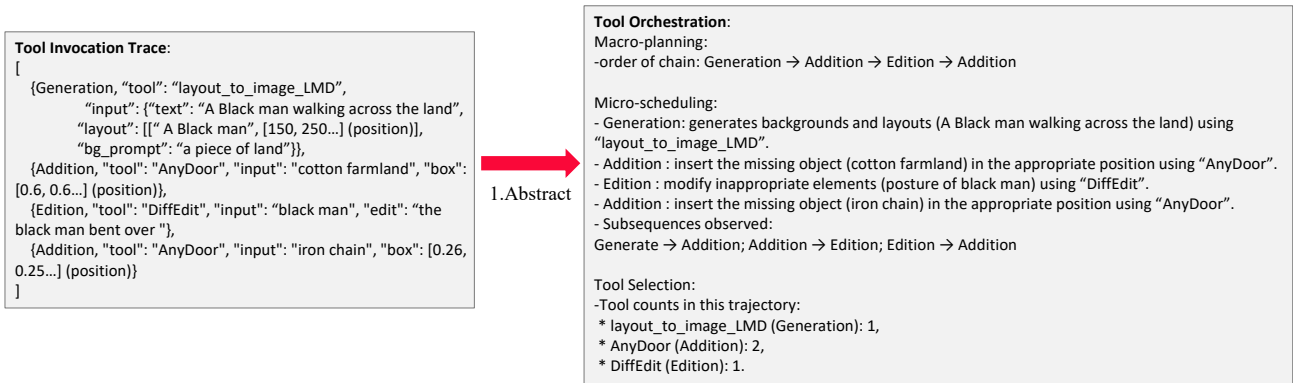 Tool Invocation Trace:
[
{Generation, "tool": “layout_to_image_LMD”,
“input”: {“text”: “A Black man walking across the land”,
“layout”: [[“ A Black man”, [150, 250…] (position)],
“bg_prompt”: “a piece of land”}},
{Addition, "tool": "AnyDoor", "input": "cotton farmland", "box":
[0.6, 0.6…] (position)},
{Edition, "tool": "DiffEdit", "input": “black man", "edit": “the
black man bent over "},
{Addition, "tool": "AnyDoor", "input": "iron chain", "box": [0.26,
0.25…] (position)}
]
1.Abstract
Tool Orchestration:
Macro-planning:
-order of chain: Generation → Addition → Edition → Addition
Micro-scheduling:
- Generation: generates backgrounds and layouts (A Black man walking across the land) using
“layout_to_image_LMD”.
- Addition : insert the missing object (cotton farmland) in the appropriate position using “AnyDoor”.
- Edition : modify inappropriate elements (posture of black man) using “DiffEdit”.
- Addition : insert the missing object (iron chain) in the appropriate position using “AnyDoor”.
- Subsequences observed:
Generate → Addition; Addition → Edition; Edition → Addition
Tool Selection:
-Tool counts in this trajectory:
* layout_to_image_LMD (Generation): 1,
* AnyDoor (Addition): 2,
* DiffEdit (Edition): 1.